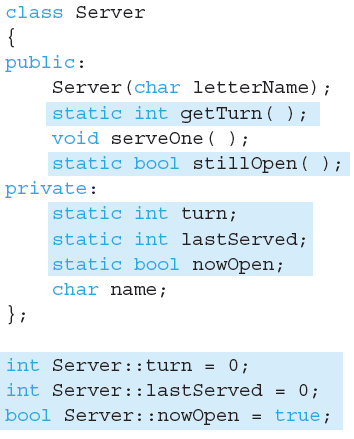 class Server
{
public:
    Server(char letterName);
    static int getTurn( );
    void serveOne( );
    static bool stillOpen( );
private:
    static int turn;
    static int lastServed;
    static bool nowOpen;
    char name;
};

int Server::turn = 0;
int Server::lastServed = 0;
bool Server::nowOpen = true;